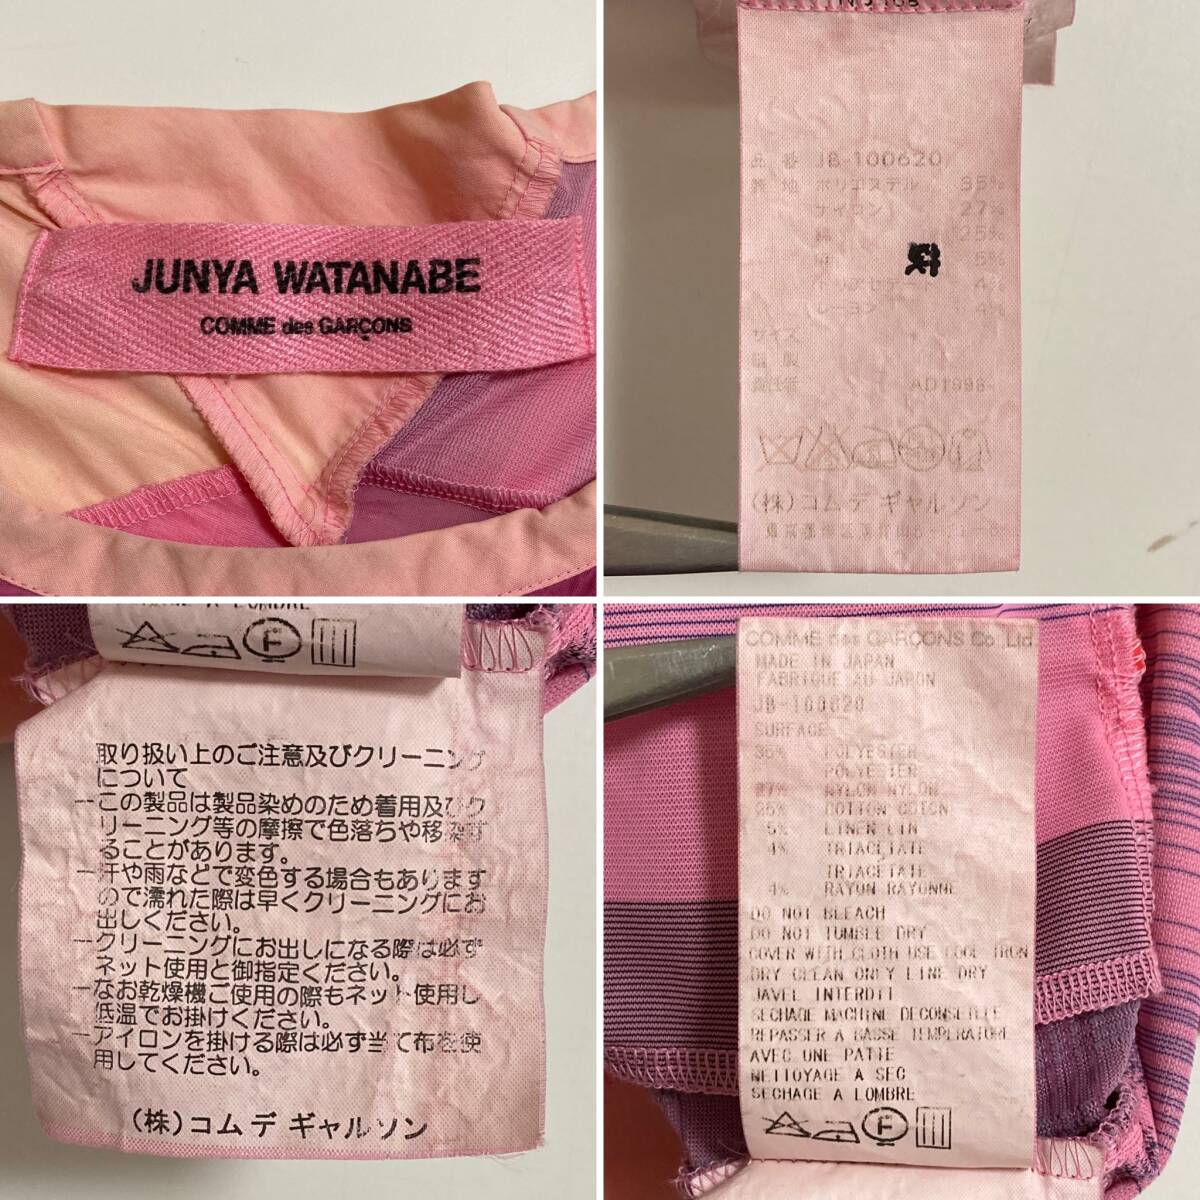 JUNYA WATANABE
COMME des GARÇONS
品番 JB-100620
表地 ポリエステル 35%
ナイロン 27%
綿 25%
5%
トリアセテート 4%
レーヨン 4%
サイズ
縫製
AD1998
(株)コムデギャルソン
取り扱い上のご注意及びクリーニング
について
ーこの製品は製品染めのため着用及びク
リーニング等の摩擦で色落ちや移染す
ることがあります。
ー汗や雨などで変色する場合もあります
ので濡れた際は早くクリーニングにお
出しください。
ークリーニングにお出しになる際は必ず
ネット使用と御指定ください。
ーなお乾燥機ご使用の際もネット使用し
低温でお掛けください。
ーアイロンを掛ける際は必ず当て布を使
用してください。
(株)コムデギャルソン
COMME des GARÇONS Co.,Ltd
MADE IN JAPAN
FABRIQUE AU JAPON
JB-100620
SURFACE
35% POLYESTER
POLYESTER
27% NYLON NYLON
25% COTTON COTON
5% LINEN LIN
4% TRIACETATE
TRIACETATE
4% RAYON RAYONNE
DO NOT BLEACH
DO NOT TUMBLE DRY
COVER WITH CLOTH USE COOL IRON
DRY CLEAN ONLY LINE DRY
JAVEL INTERDIT
SECHAGE MACHINE DECONSEILLE
REPASSER A BASSE TEMPERATURE
AVEC UNE PATTE
NETTOYAGE A SEC
SECHAGE A LOMBRE
F